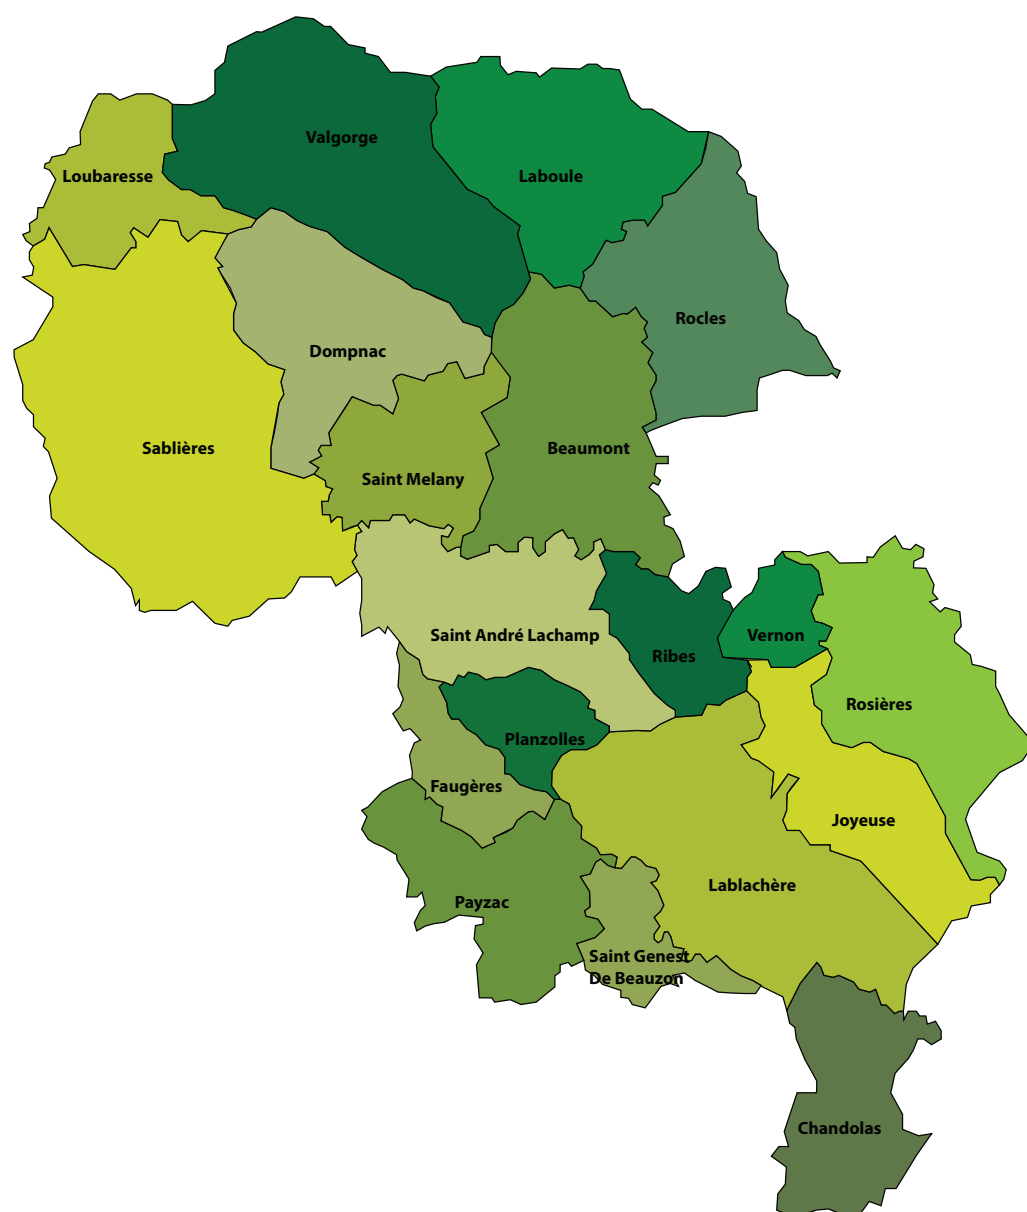 Valgorge
Loubaresse
Laboule
Rocles
Dompnac
Sablières
Beaumont
Saint Melany
Saint André Lachamp
Vernon
Ribes
Rosières
Planzolles
Faugères
Joyeuse
Lablachère
Payzac
Saint Genest
De Beauzon
Chandolas